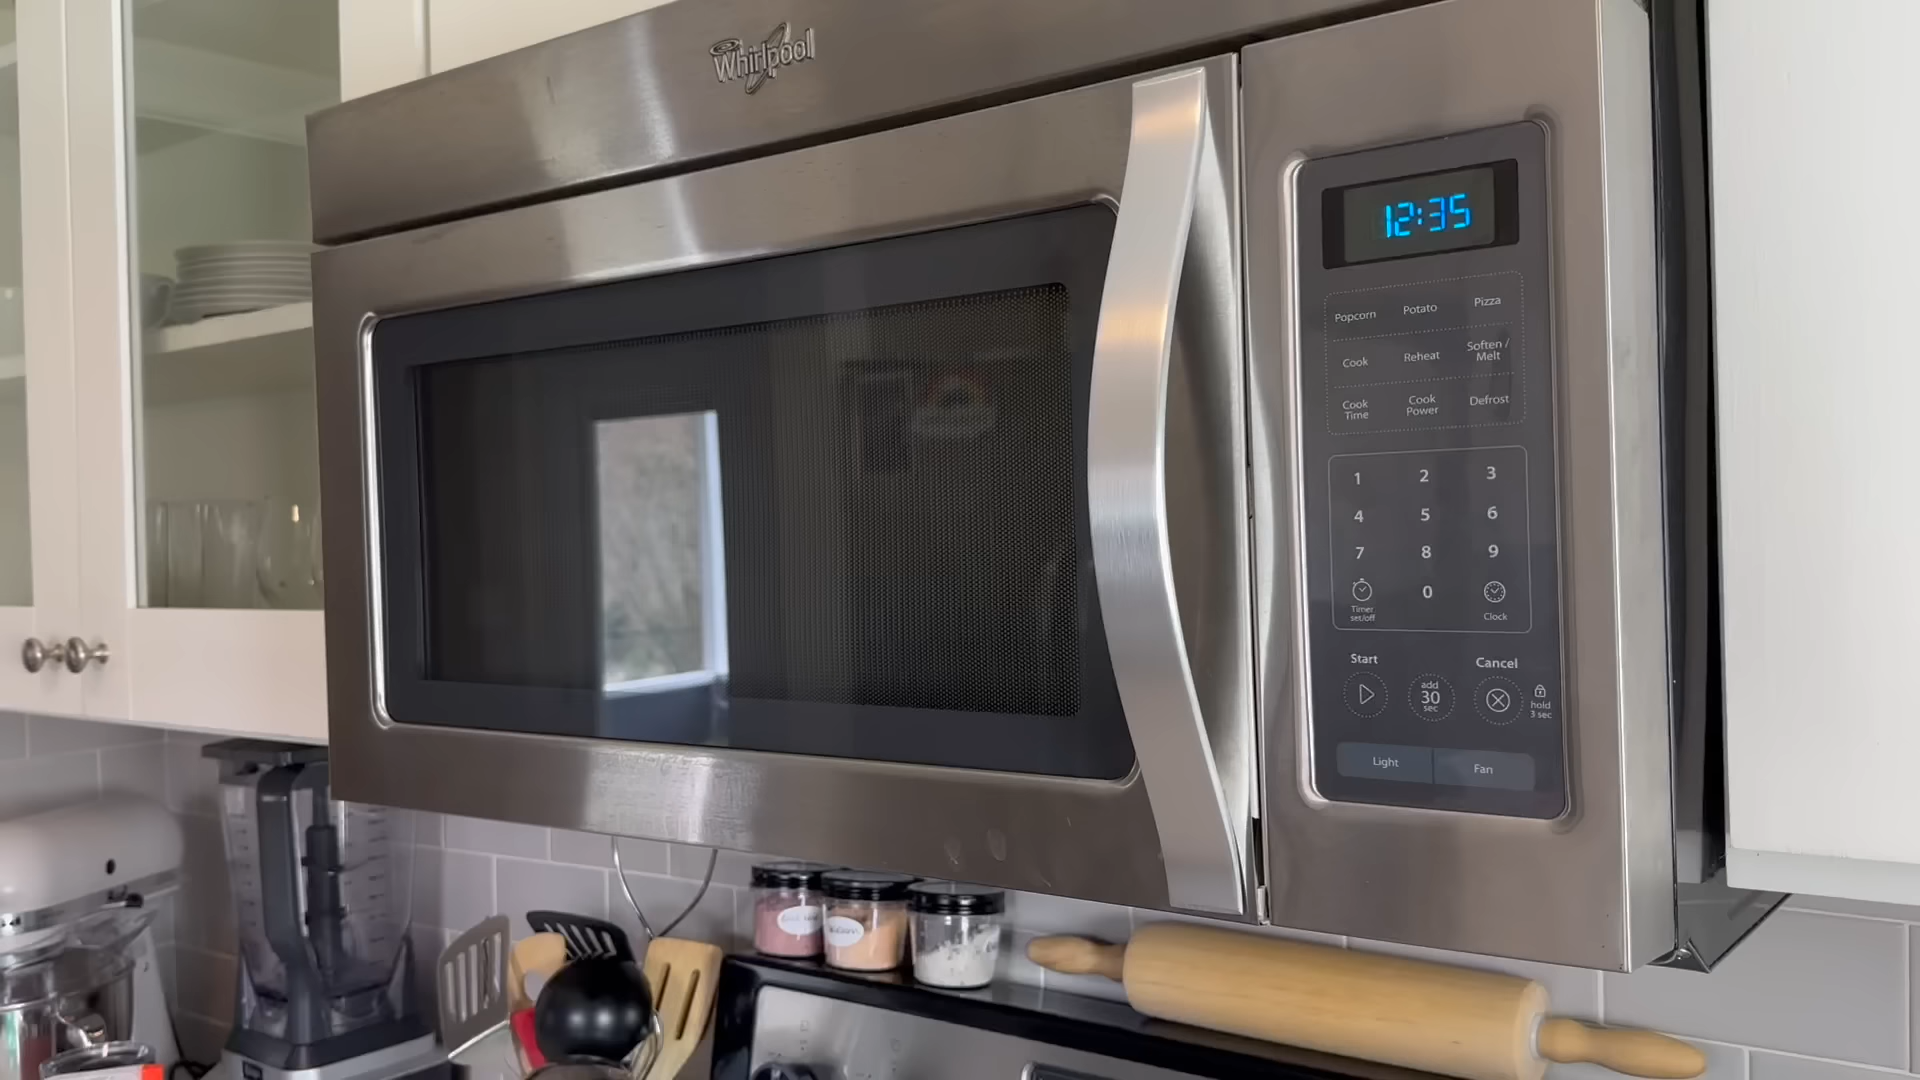 Whirlpool
12:35
Popcorn Potato Pizza
Cook Reheat Soften / Melt
Cook Time Cook Power Defrost
1 2 3
4 5 6
7 8 9
0
Timer set/off Clock
Start Cancel
add 30 sec
hold 3 sec
Light Fan